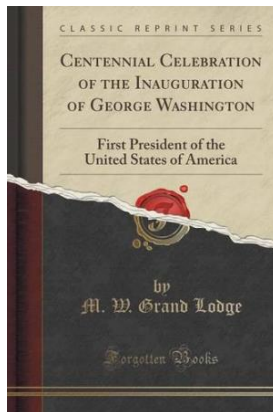 CLASSIC REPRINT SERIES
CENTENNIAL CELEBRATION
OF THE INAUGURATION
OF GEORGE WASHINGTON
First President of the
United States of America
by
M. W. Grand Lodge
Forgotten Books